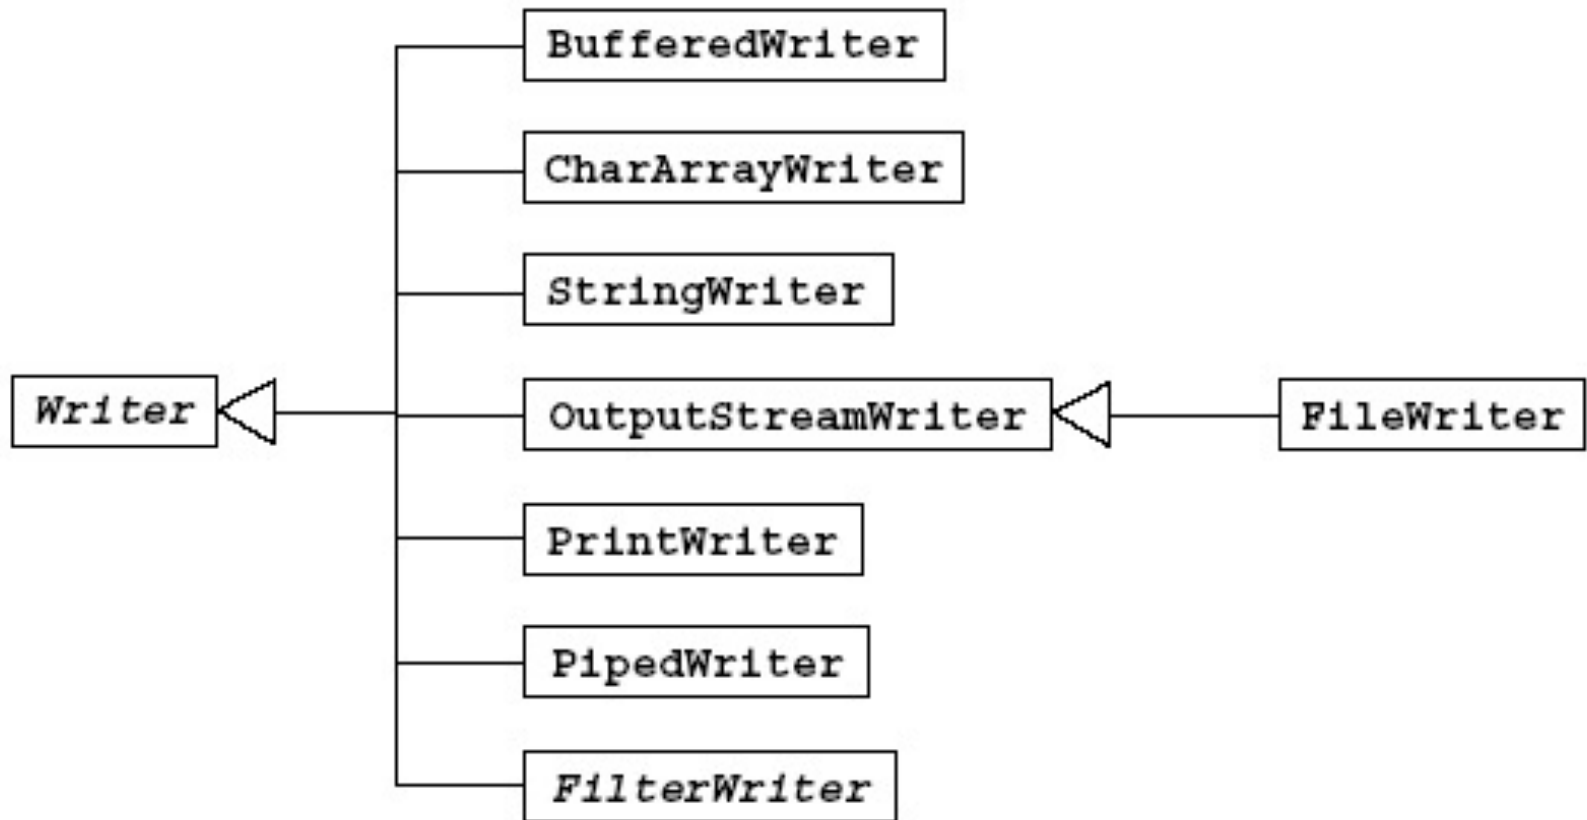 BufferedWriter
CharArrayWriter
StringWriter
Writer
OutputStreamWriter
FileWriter
PrintWriter
PipedWriter
FilterWriter